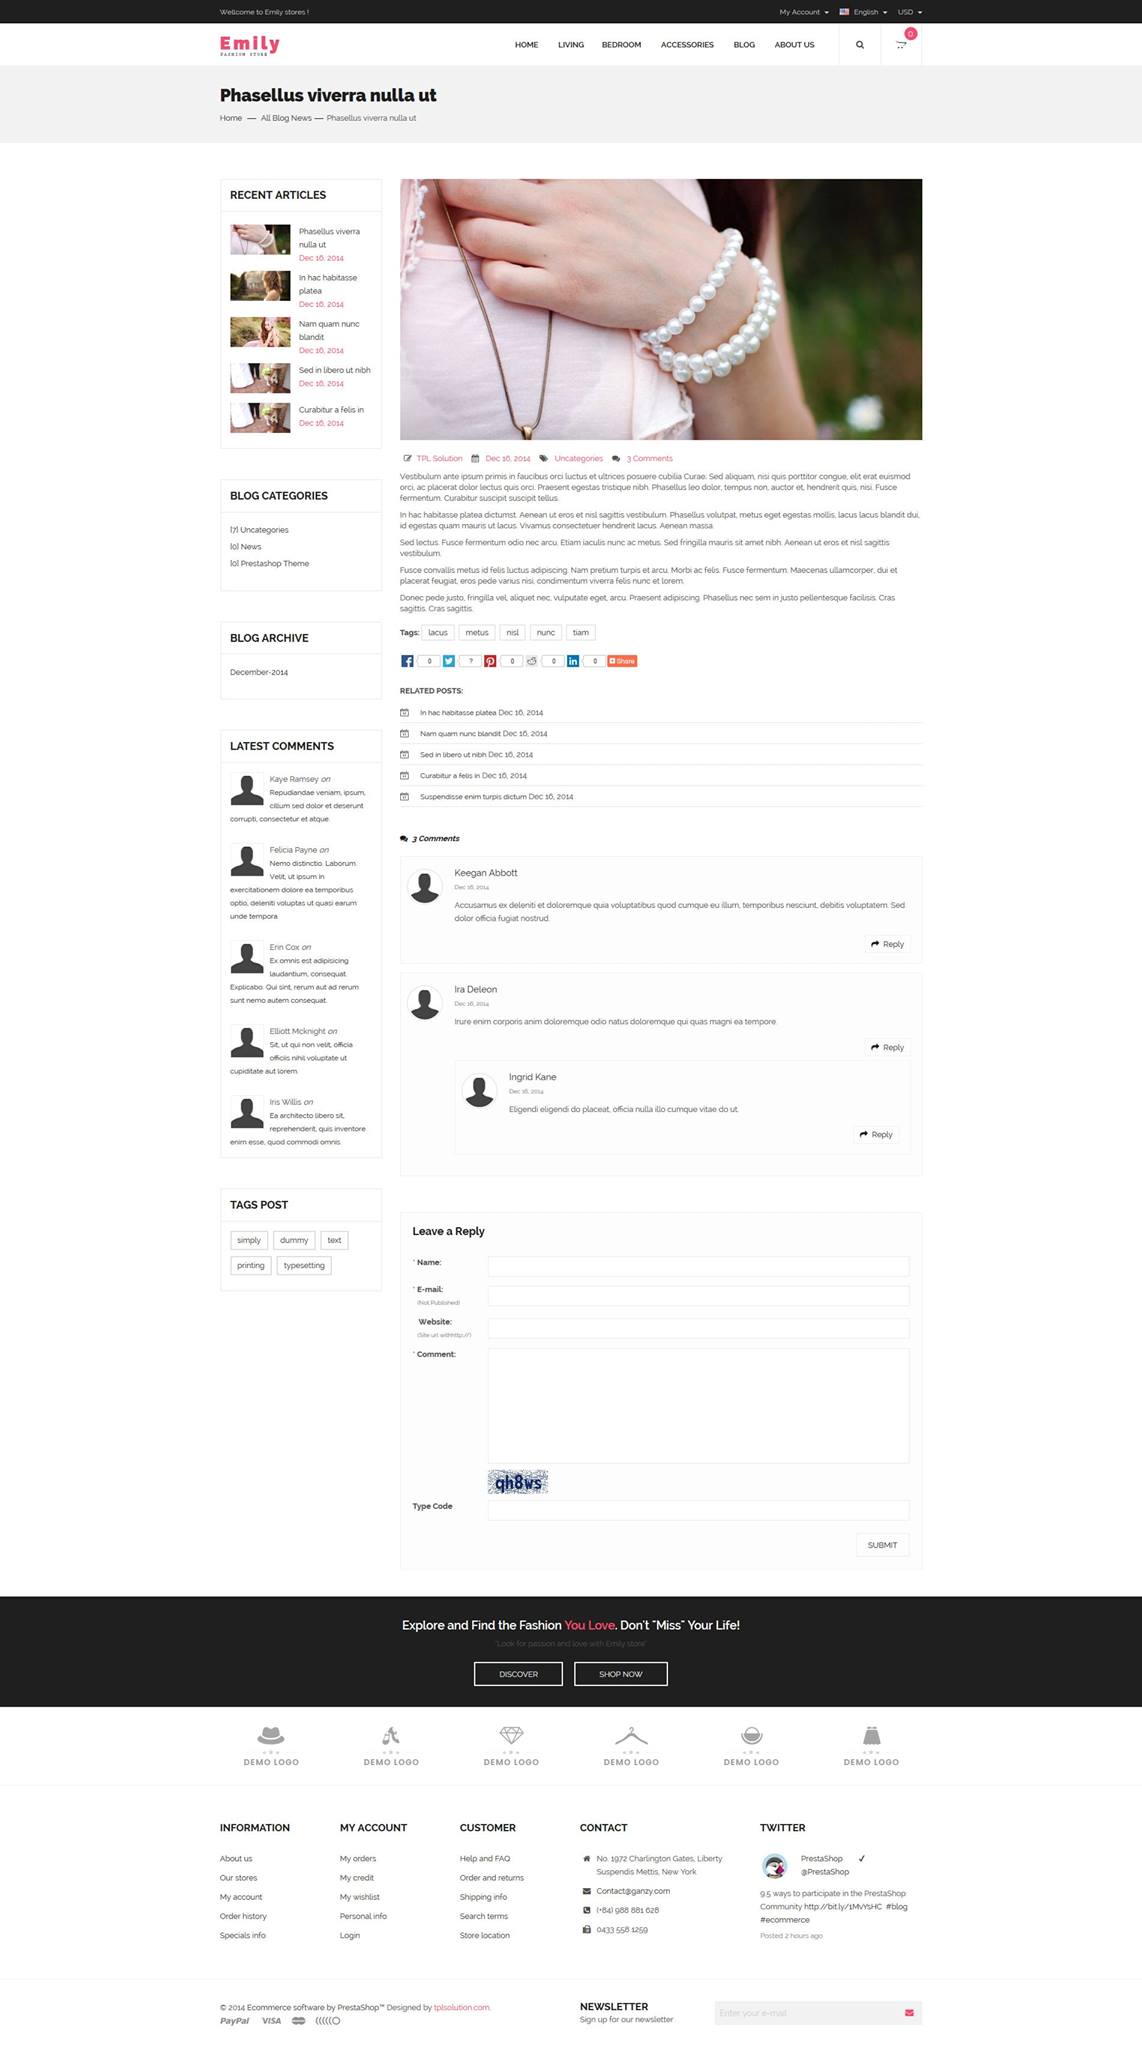 Wellcome to Emily stores !
My Account
English
USD
Emily
FASHION STORE
HOME
LIVING
BEDROOM
ACCESSORIES
BLOG
ABOUT US
0
Phasellus viverra nulla ut
Home — All Blog News — Phasellus viverra nulla ut
RECENT ARTICLES
Phasellus viverra
nulla ut
Dec 16, 2014
In hac habitasse
platea
Dec 16, 2014
Nam quam nunc
blandit
Dec 16, 2014
Sed in libero ut nibh
Dec 16, 2014
Curabitur a felis in
Dec 16, 2014
BLOG CATEGORIES
[7] Uncategories
[0] News
[0] Prestashop Theme
BLOG ARCHIVE
December-2014
LATEST COMMENTS
Kaye Ramsey on
Repudiandae veniam, ipsum,
cillum sed dolor et deserunt
corrupti, consectetur et atque.
Felicia Payne on
Nemo distinctio. Laborum.
Velit, ut ipsum in
exercitationem dolore ea temporibus
optio, deleniti voluptas ut quasi earum
unde tempora
Erin Cox on
Ex omnis est adipisicing
laudantium, consequat.
Explicabo. Qui sint, rerum aut ad rerum
sunt nemo autem consequat.
Elliott Mcknight on
Sit, ut qui non velit, officia
officiis nihil voluptate ut
cupiditate aut lorem.
Iris Willis on
Ea architecto libero sit,
reprehenderit, quis inventore
enim esse, quod commodi omnis.
TAGS POST
simply
dummy
text
printing
typesetting
TPL Solution
Dec 16, 2014
Uncategories
3 Comments
Vestibulum ante ipsum primis in faucibus orci luctus et ultrices posuere cubilia Curae. Sed aliquam, nisi quis porttitor congue, elit erat euismod
orci, ac placerat dolor lectus quis orci. Praesent egestas tristique nibh. Phasellus leo dolor, tempus non, auctor et, hendrerit quis, nisi. Fusce
fermentum. Curabitur suscipit suscipit tellus.
In hac habitasse platea dictumst. Aenean ut eros et nisl sagittis vestibulum. Phasellus volutpat, metus eget egestas mollis, lacus lacus blandit dui,
id egestas quam mauris ut lacus. Vivamus consectetuer hendrerit lacus. Aenean massa.
Sed lectus. Fusce fermentum odio nec arcu. Etiam iaculis nunc ac metus. Sed fringilla mauris sit amet nibh. Aenean ut eros et nisl sagittis
vestibulum.
Fusce convallis metus id felis luctus adipiscing. Nam pretium turpis et arcu. Morbi ac felis. Fusce fermentum. Maecenas ullamcorper, dui et
placerat feugiat, eros pede varius nisi, condimentum viverra felis nunc et lorem.
Donec pede justo, fringilla vel, aliquet nec, vulputate eget, arcu. Praesent adipiscing. Phasellus nec sem in justo pellentesque facilisis. Cras
sagittis. Cras sagittis.
Tags: lacus metus nisl nunc tiam
0 ? 0 0 0 Share
RELATED POSTS:
In hac habitasse platea Dec 16, 2014
Nam quam nunc blandit Dec 16, 2014
Sed in libero ut nibh Dec 16, 2014
Curabitur a felis in Dec 16, 2014
Suspendisse enim turpis dictum Dec 16, 2014
3 Comments
Keegan Abbott
Dec 16, 2014
Accusamus ex deleniti et doloremque quia voluptatibus quod cumque eu illum, temporibus nesciunt, debitis voluptatem. Sed
dolor officia fugiat nostrud.
Reply
Ira Deleon
Dec 16, 2014
Irure enim corporis anim doloremque odio natus doloremque qui quas magni ea tempore.
Reply
Ingrid Kane
Dec 16, 2014
Eligendi eligendi do placeat, officia nulla illo cumque vitae do ut.
Reply
Leave a Reply
* Name:
* E-mail:
(Not Published)
Website:
(Site url withhttp://)
* Comment:
qh8ws
Type Code
SUBMIT
Explore and Find the Fashion You Love. Don't "Miss" Your Life!
"Look for passion and love with Emily store"
DISCOVER
SHOP NOW
DEMO LOGO
DEMO LOGO
DEMO LOGO
DEMO LOGO
DEMO LOGO
DEMO LOGO
INFORMATION
About us
Our stores
My account
Order history
Specials info
MY ACCOUNT
My orders
My credit
My wishlist
Personal info
Login
CUSTOMER
Help and FAQ
Order and returns
Shipping info
Search terms
Store location
CONTACT
No. 1972 Charlington Gates, Liberty
Suspendis Mettis, New York
Contact@ganzy.com
(+84) 988 881 628
0433 558 1259
TWITTER
PrestaShop
@PrestaShop
9.5 ways to participate in the PrestaShop
Community http://bit.ly/1MvYsHC #blog
#ecommerce
Posted 2 hours ago
© 2014 Ecommerce software by PrestaShop™ Designed by tplsolution.com.
PayPal VISA
NEWSLETTER
Sign up for our newsletter
Enter your e-mail